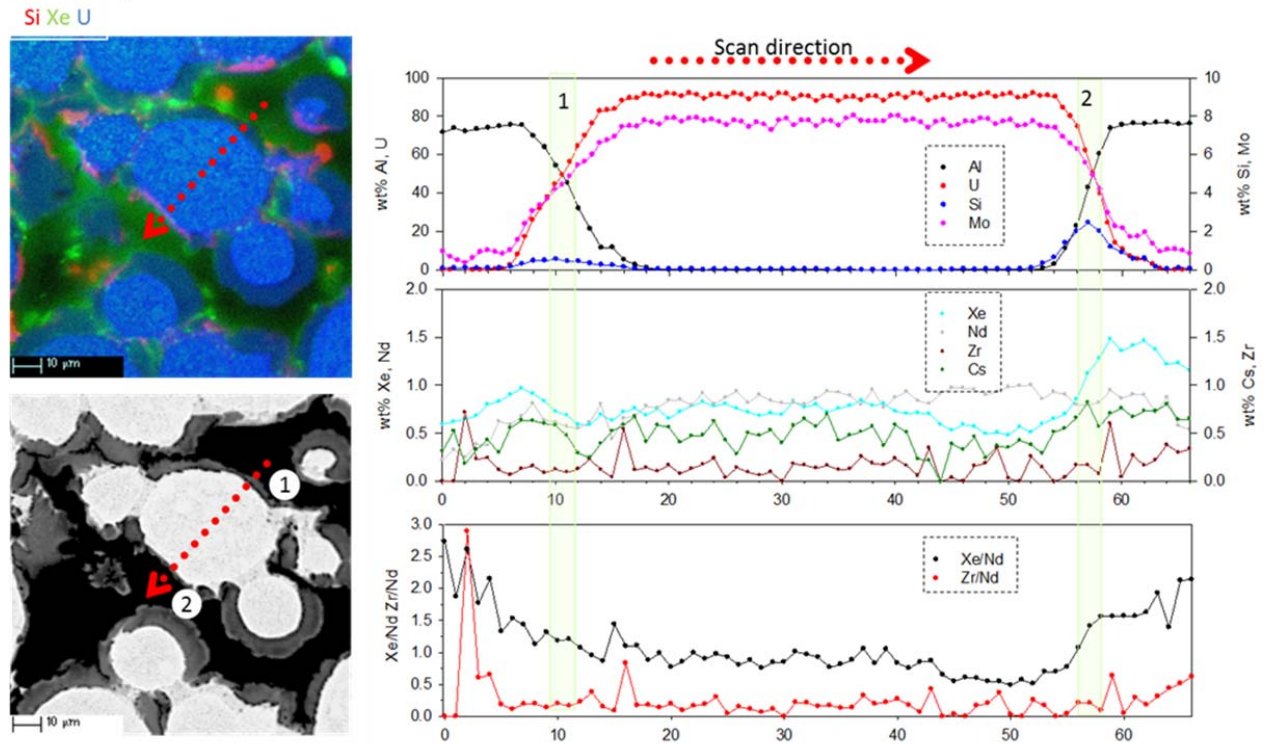 Si Xe U
10 µm
1
2
10 µm
Scan direction
100
80
60
40
20
0
wt% Al, U
10
8
6
4
2
0
wt% Si, Mo
1
2
Al
U
Si
Mo
2.0
1.5
1.0
0.5
0.0
wt% Xe, Nd
2.0
1.5
1.0
0.5
0.0
wt% Cs, Zr
Xe
Nd
Zr
Cs
0 10 20 30 40 50 60
3.0
2.5
2.0
1.5
1.0
0.5
0.0
Xe/Nd Zr/Nd
Xe/Nd
Zr/Nd
0 10 20 30 40 50 60